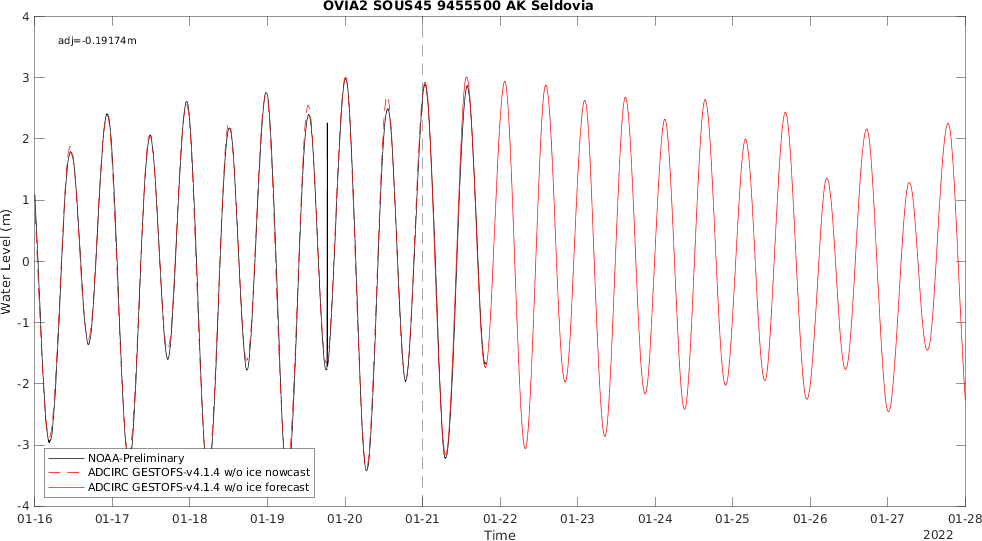 OVIA2 SOUS45 9455500 AK Seldovia
adj=-0.19174m
Water Level (m)
4
3
2
1
0
-1
-2
-3
-4
NOAA-Preliminary
ADCIRC GESTOFS-v4.1.4 w/o ice nowcast
ADCIRC GESTOFS-v4.1.4 w/o ice forecast
01-16 01-17 01-18 01-19 01-20 01-21 01-22 01-23 01-24 01-25 01-26 01-27 01-28
Time
2022